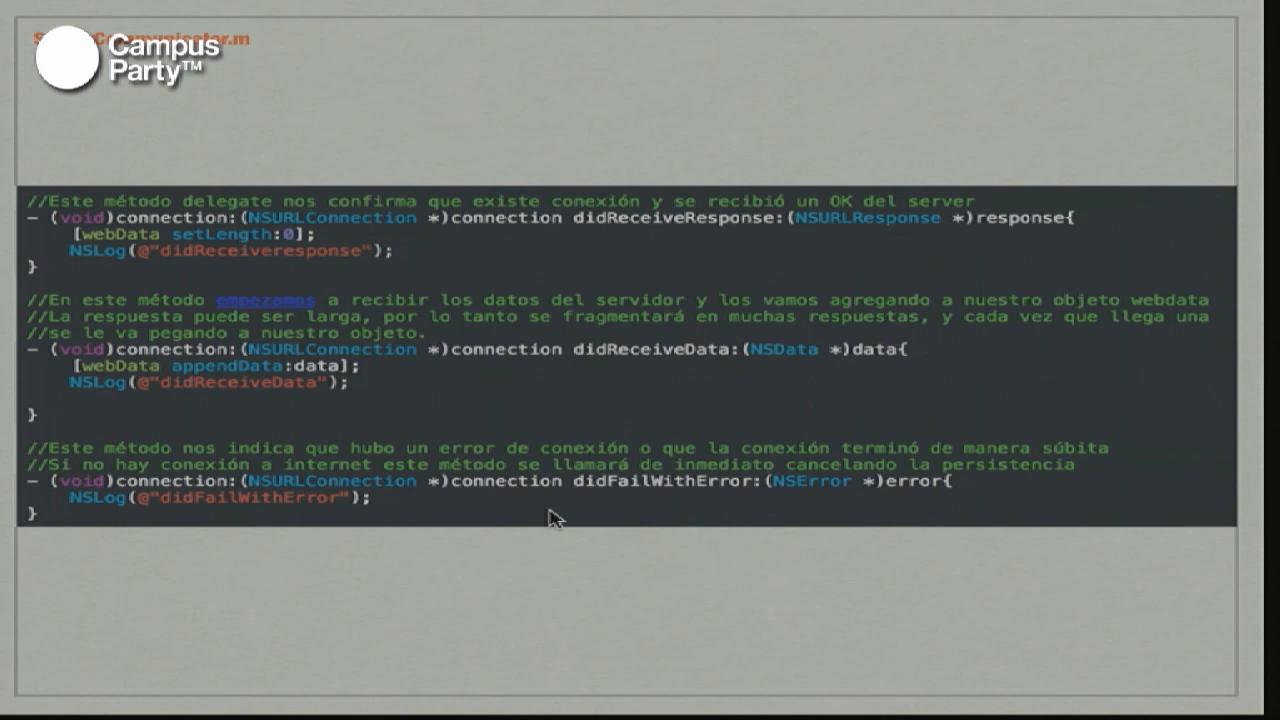 Campus
Party™
//Este método delegate nos confirma que existe conexión y se recibió un OK del server
- (void)connection:(NSURLConnection *)connection didReceiveResponse:(NSURLResponse *)response{
[webData setLength:0];
NSLog(@"didReceiveresponse");
}
//En este método empezamos a recibir los datos del servidor y los vamos agregando a nuestro objeto webdata
//La respuesta puede ser larga, por lo tanto se fragmentará en muchas respuestas, y cada vez que llega una
//se le va pegando a nuestro objeto.
- (void)connection:(NSURLConnection *)connection didReceiveData:(NSData *)data{
[webData appendData:data];
NSLog(@"didReceiveData");
}
//Este método nos indica que hubo un error de conexión o que la conexión terminó de manera súbita
//Si no hay conexión a internet este método se llamará de inmediato cancelando la persistencia
- (void)connection:(NSURLConnection *)connection didFailWithError:(NSError *)error{
NSLog(@"didFailWithError");
}